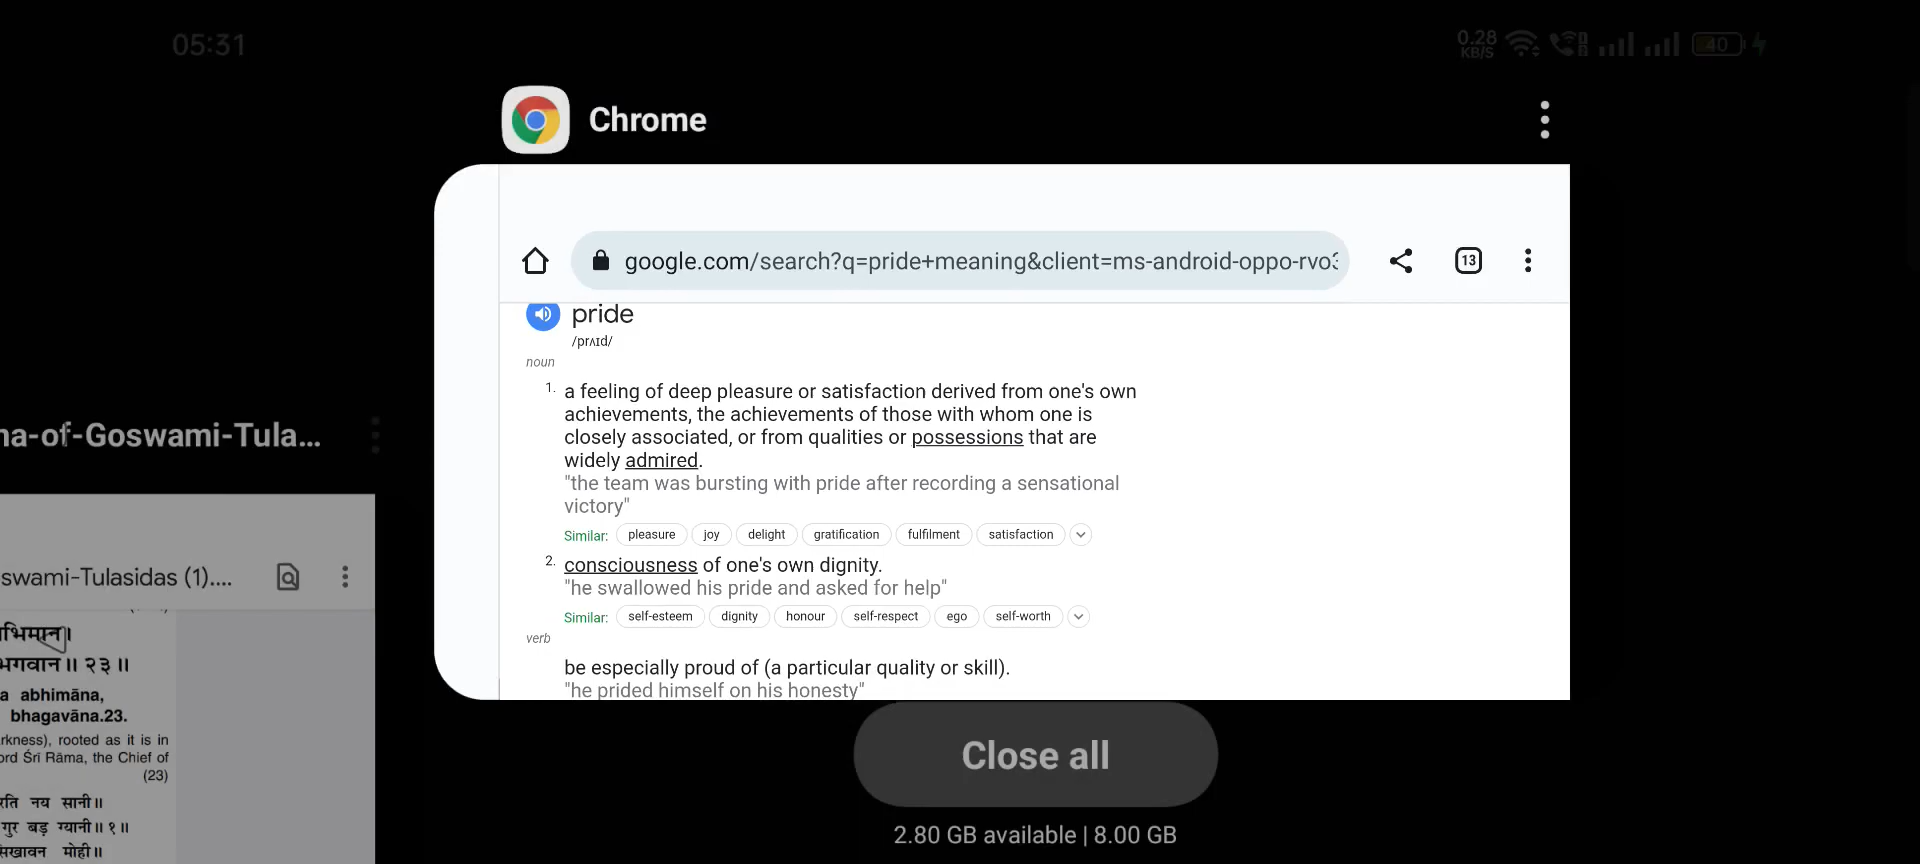 05:31
0.28
KB/S
40
Chrome
google.com/search?q=pride+meaning&client=ms-android-oppo-rvo3
13
pride
/prʌɪd/
noun
1. a feeling of deep pleasure or satisfaction derived from one's own
achievements, the achievements of those with whom one is
closely associated, or from qualities or possessions that are
widely admired.
"the team was bursting with pride after recording a sensational
victory"
Similar: pleasure joy delight gratification fulfilment satisfaction
2. consciousness of one's own dignity.
"he swallowed his pride and asked for help"
Similar: self-esteem dignity honour self-respect ego self-worth
verb
be especially proud of (a particular quality or skill).
"he prided himself on his honesty"
na-of-Goswami-Tula...
swami-Tulasidas (1)....
भिमान।
भगवान॥ २३॥
a abhimāna,
bhagavāna.23.
rkness), rooted as it is in
ord Śrī Rāma, the Chief of
(23)
रति नय सानी॥
गुर बड़ ग्यानी॥ १॥
सिखावन मोही॥
Close all
2.80 GB available | 8.00 GB